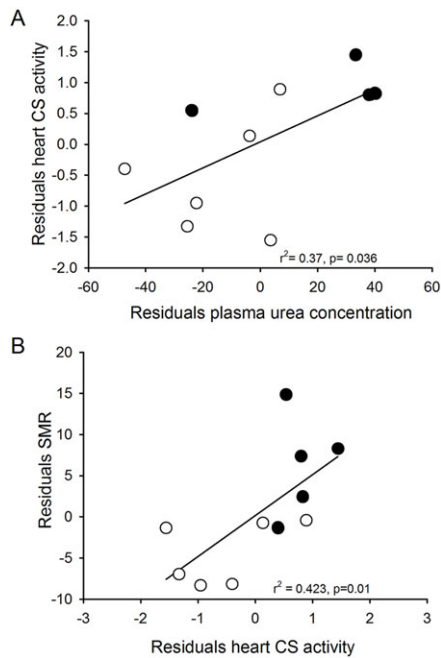 A
2.0
1.5
1.0
0.5
0.0
-0.5
-1.0
-1.5
-2.0
Residuals heart CS activity
r²= 0.37, p= 0.036
-60 -40 -20 0 20 40 60
Residuals plasma urea concentration
B
20
15
10
5
0
-5
-10
Residuals SMR
r² = 0.423, p=0.01
-3 -2 -1 0 1 2 3
Residuals heart CS activity